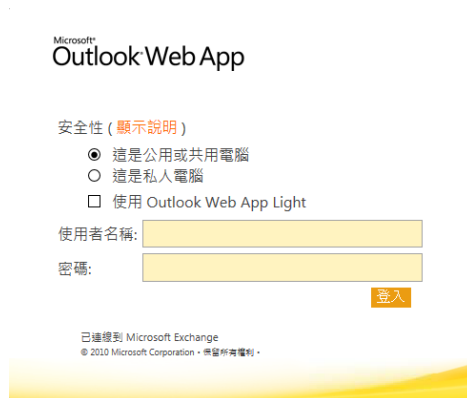 Microsoft®
Outlook Web App
安全性 ( 顯示說明 )
這是公用或共用電腦
這是私人電腦
使用 Outlook Web App Light
使用者名稱:
密碼:
登入
已連線到 Microsoft Exchange
© 2010 Microsoft Corporation。保留所有權利。